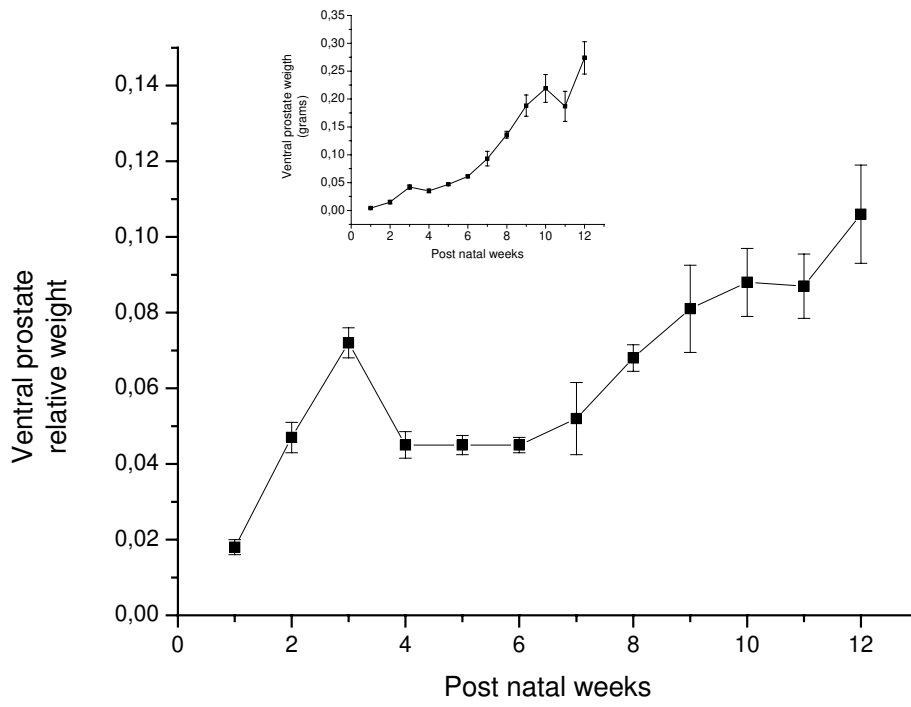 0,35
0,30
0,25
0,20
0,15
0,10
0,05
0,00
Ventral prostate weigth
(grams)
0 2 4 6 8 10 12
Post natal weeks
0,14
0,12
0,10
0,08
0,06
0,04
0,02
0,00
Ventral prostate
relative weight
0 2 4 6 8 10 12
Post natal weeks